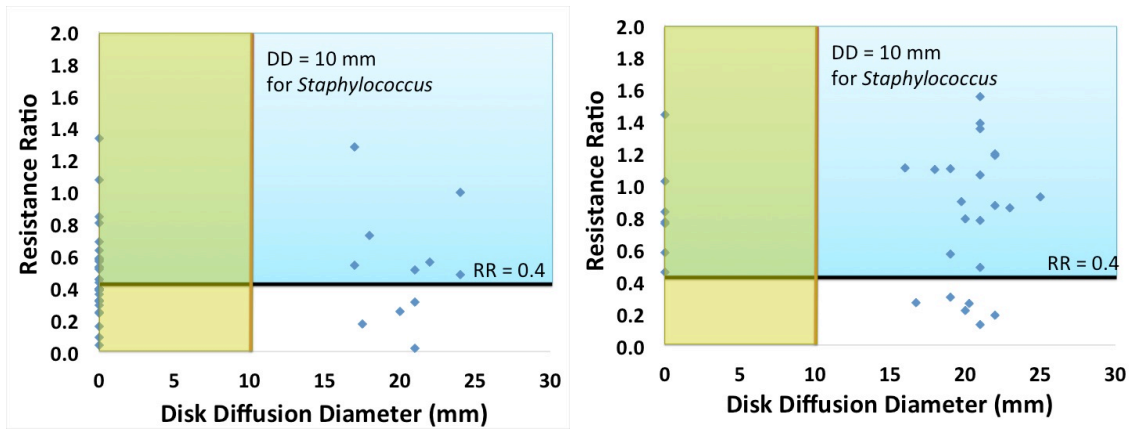 2.0
1.8
1.6
1.4
1.2
1.0
0.8
0.6
0.4
0.2
0.0
Resistance Ratio
DD = 10 mm
for Staphylococcus
RR = 0.4
0 5 10 15 20 25 30
Disk Diffusion Diameter (mm)
2.0
1.8
1.6
1.4
1.2
1.0
0.8
0.6
0.4
0.2
0.0
Resistance Ratio
DD = 10 mm
for Staphylococcus
RR = 0.4
0 5 10 15 20 25 30
Disk Diffusion Diameter (mm)